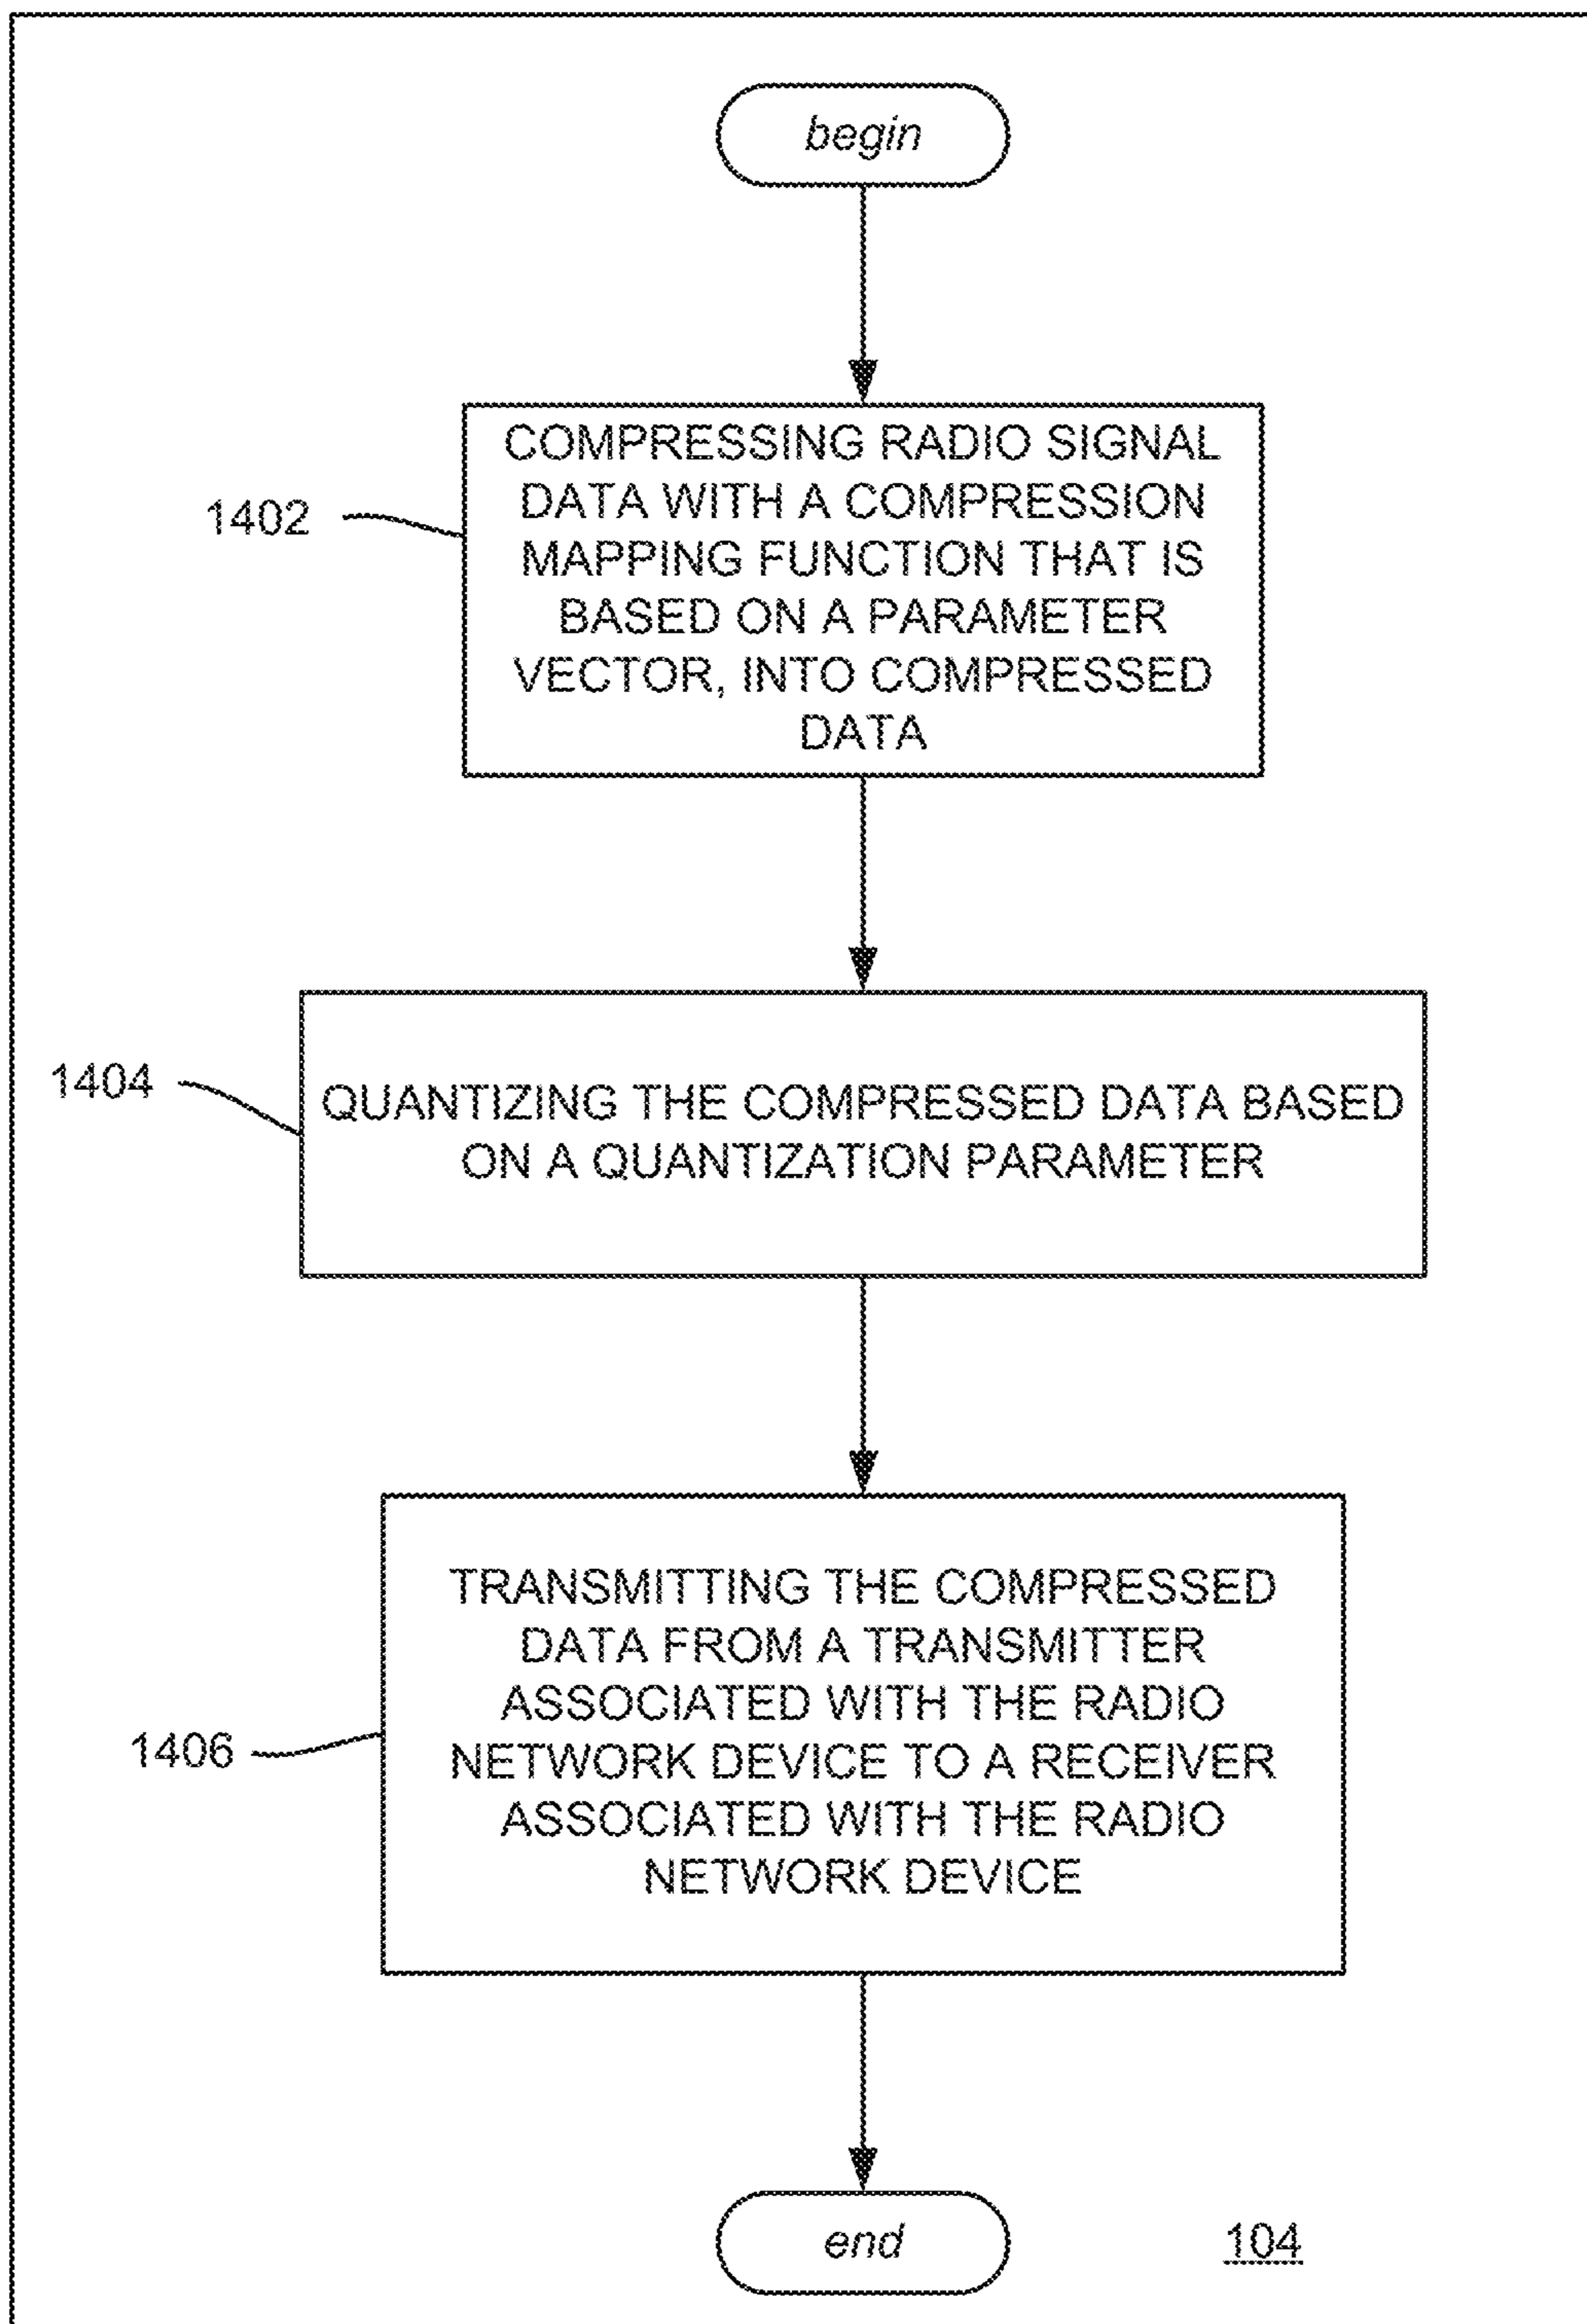 begin
COMPRESSING RADIO SIGNAL
DATA WITH A COMPRESSION
1402
MAPPING FUNCTION THAT IS
BASED ON A PARAMETER
VECTOR, INTO COMPRESSED
DATA
1404
QUANTIZING THE COMPRESSED DATA BASED
ON A QUANTIZATION PARAMETER
TRANSMITTING THE COMPRESSED
DATA FROM A TRANSMITTER
ASSOCIATED WITH THE RADIO
1406
NETWORK DEVICE TO A RECEIVER
ASSOCIATED WITH THE RADIO
NETWORK DEVICE
end
104